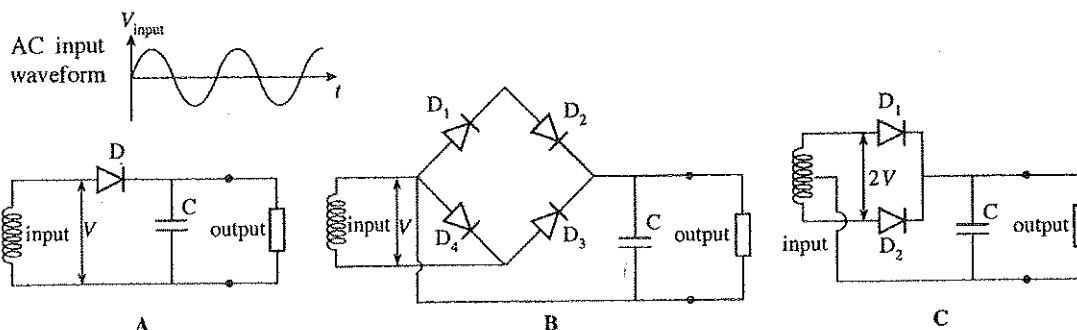 V_input
AC input
waveform
t
D
input
V
C
output
A
D₁
D₂
input
V
D₄
D₃
C
output
B
D₁
2V
input
D₂
C
output
C